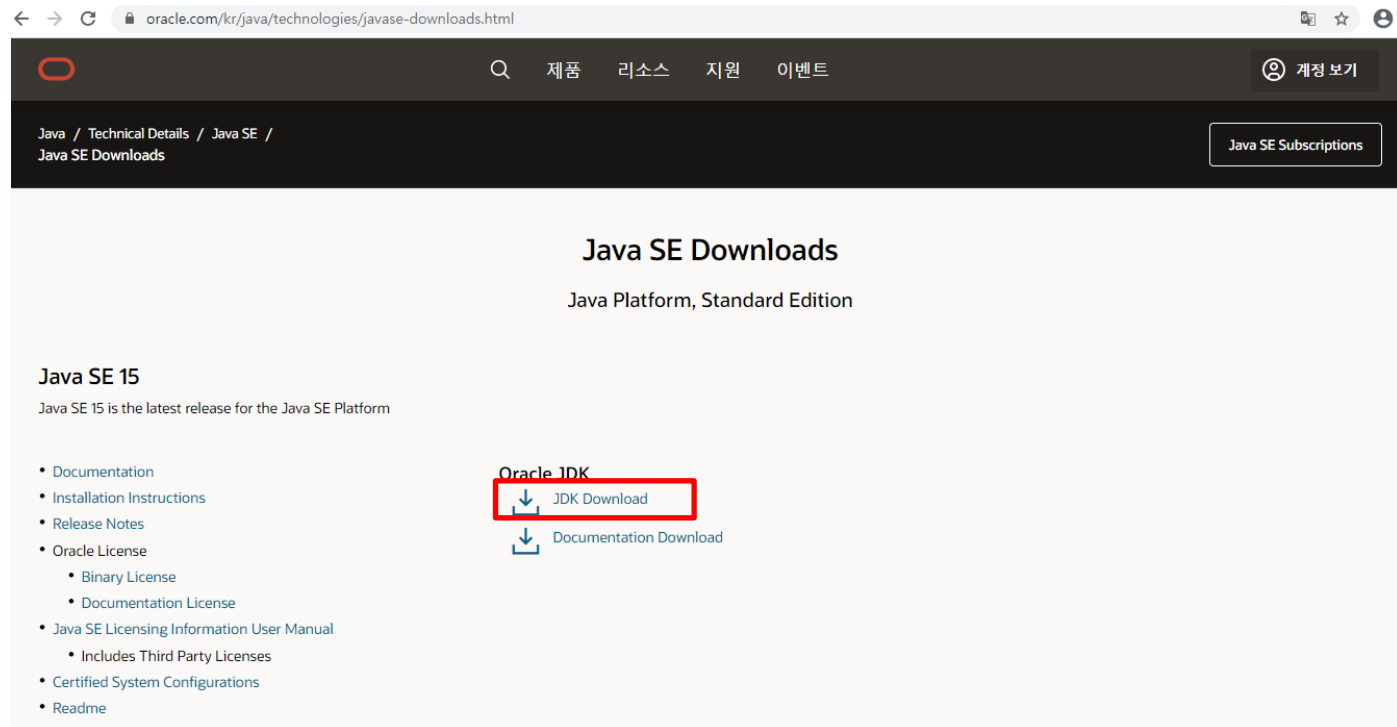 oracle.com/kr/java/technologies/javase-downloads.html
제품 리소스 지원 이벤트 계정 보기
Java / Technical Details / Java SE /
Java SE Downloads
Java SE Subscriptions
Java SE Downloads
Java Platform, Standard Edition
Java SE 15
Java SE 15 is the latest release for the Java SE Platform
• Documentation
• Installation Instructions
• Release Notes
• Oracle License
• Binary License
• Documentation License
• Java SE Licensing Information User Manual
• Includes Third Party Licenses
• Certified System Configurations
• Readme
Oracle JDK
JDK Download
Documentation Download